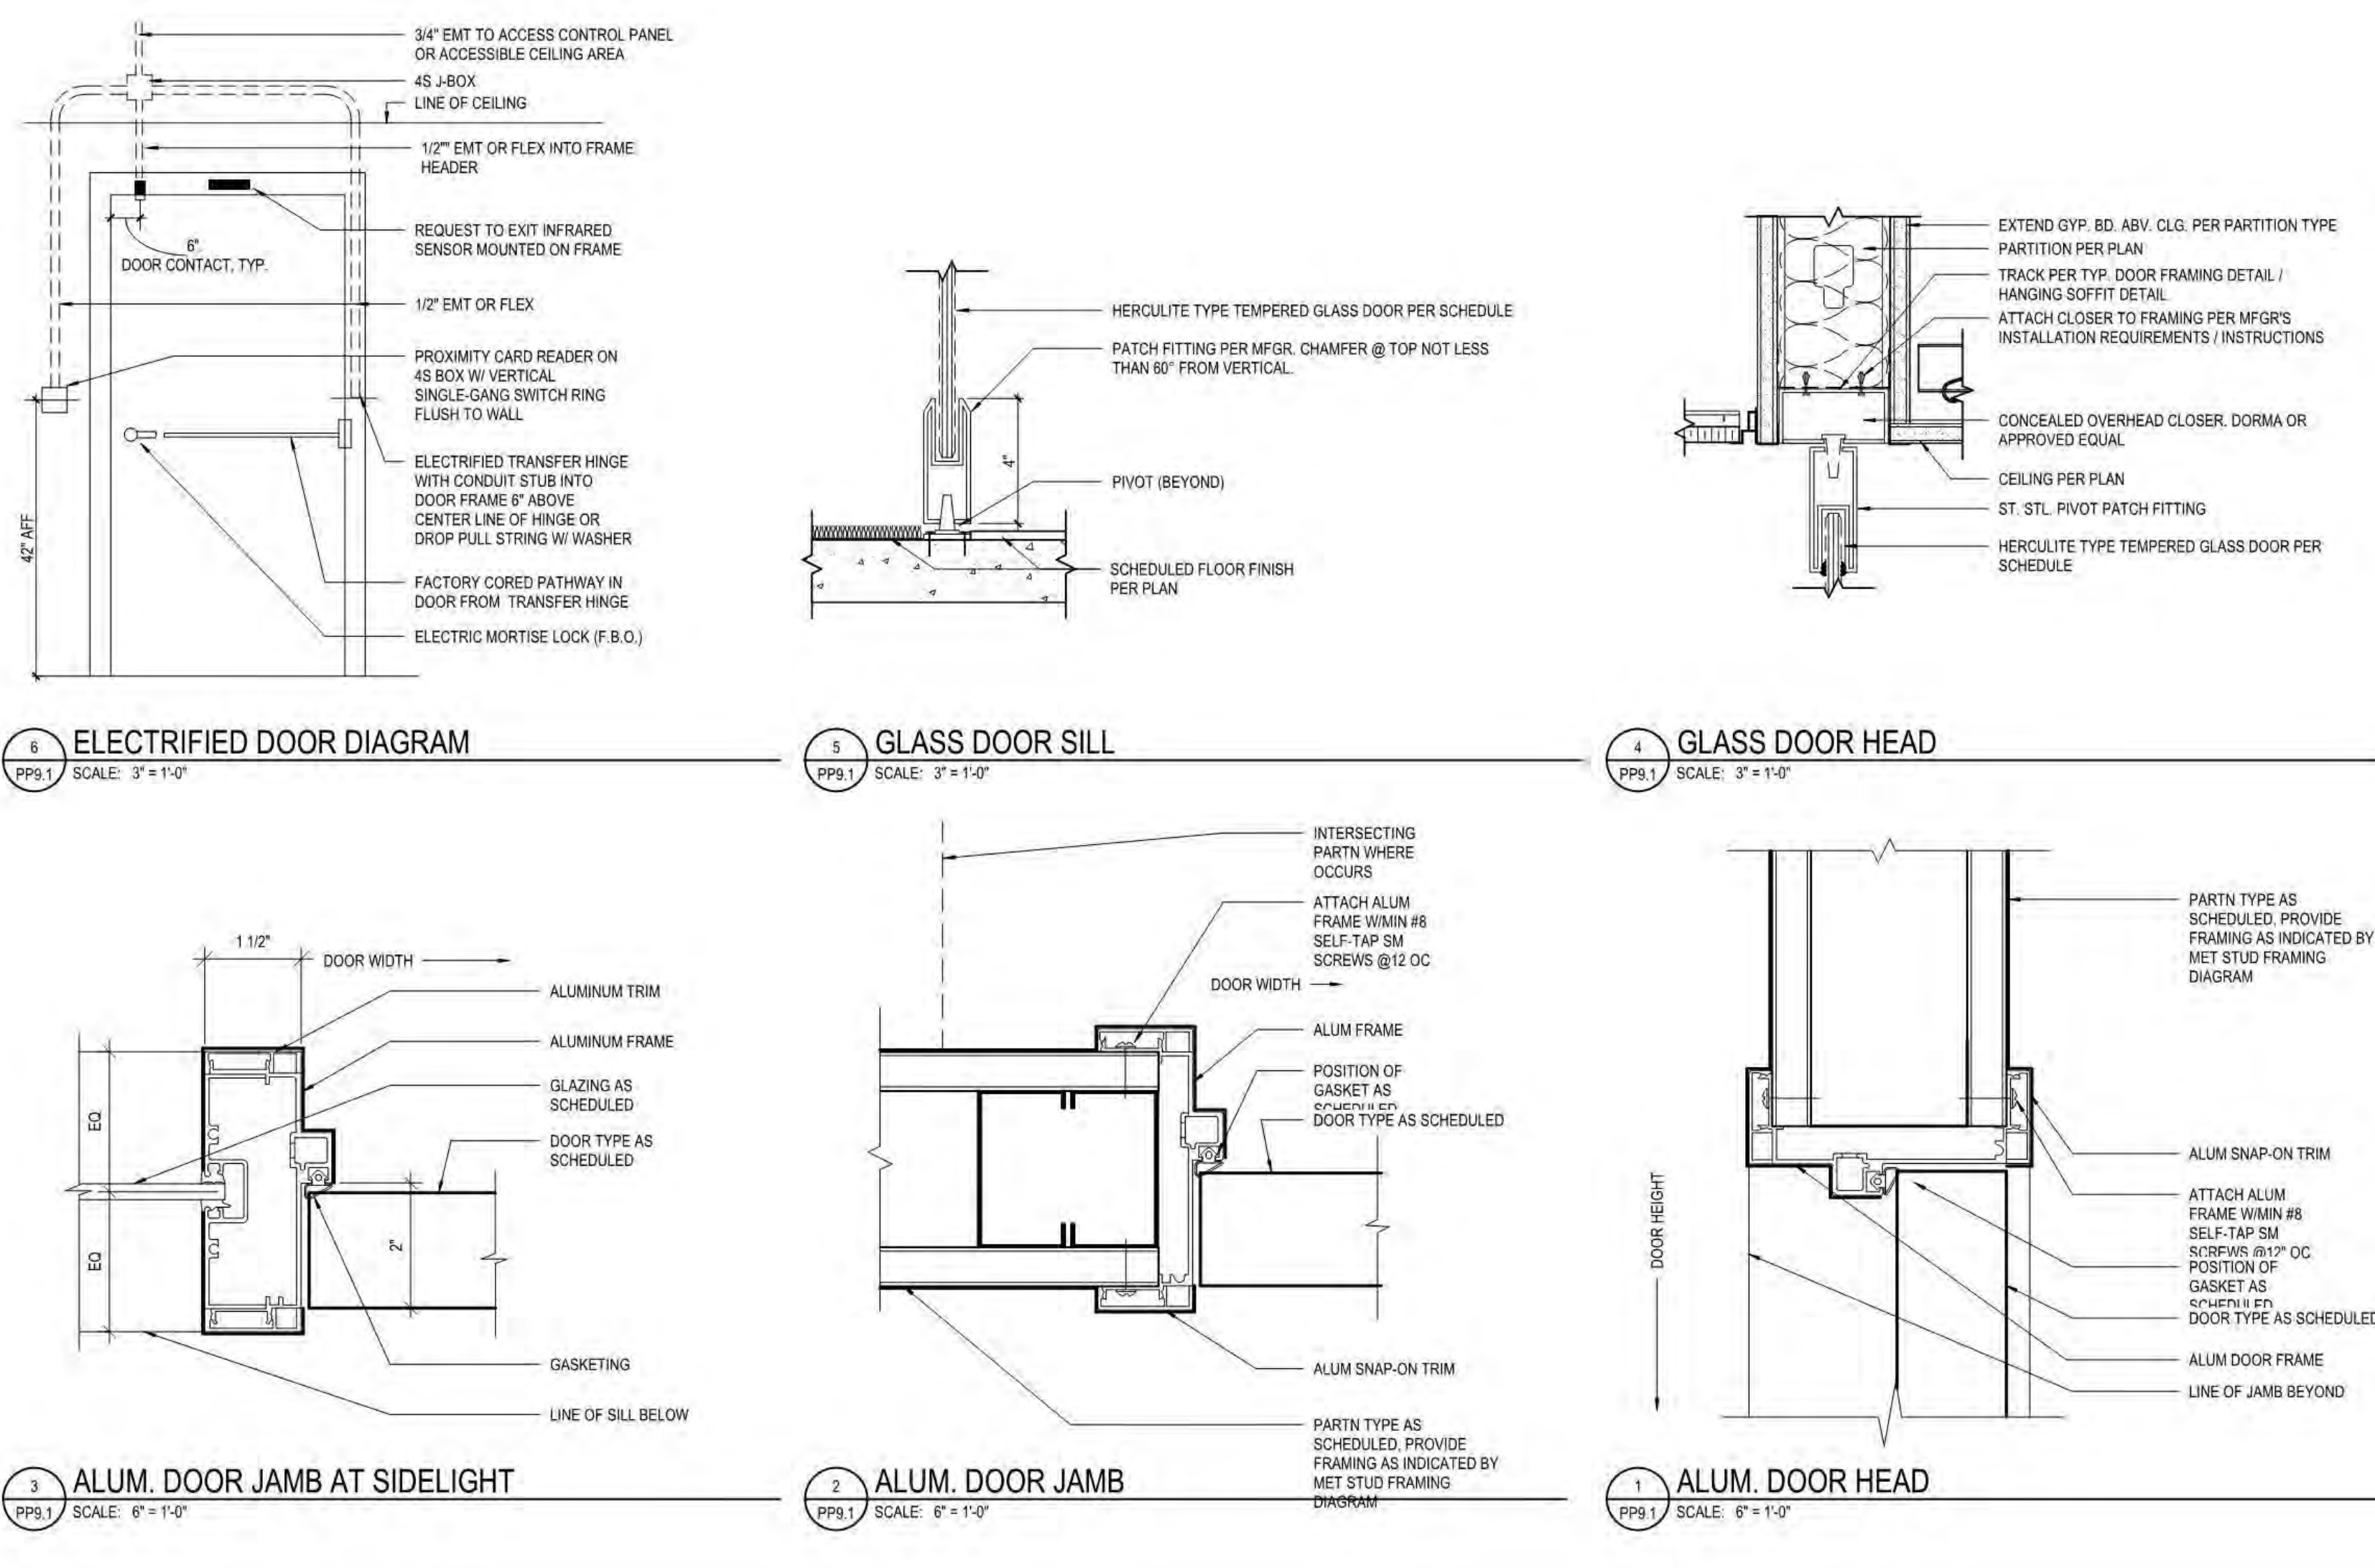 3/4" EMT TO ACCESS CONTROL PANEL
OR ACCESSIBLE CEILING AREA
4S J-BOX
LINE OF CEILING
1/2"" EMT OR FLEX INTO FRAME
HEADER
REQUEST TO EXIT INFRARED
SENSOR MOUNTED ON FRAME
6"
DOOR CONTACT, TYP.
1/2" EMT OR FLEX
PROXIMITY CARD READER ON
4S BOX W/ VERTICAL
SINGLE-GANG SWITCH RING
FLUSH TO WALL
ELECTRIFIED TRANSFER HINGE
WITH CONDUIT STUB INTO
DOOR FRAME 6" ABOVE
CENTER LINE OF HINGE OR
DROP PULL STRING W/ WASHER
42" AFF
FACTORY CORED PATHWAY IN
DOOR FROM TRANSFER HINGE
ELECTRIC MORTISE LOCK (F.B.O.)
6
PP9.1
ELECTRIFIED DOOR DIAGRAM
SCALE: 3" = 1'-0"
HERCULITE TYPE TEMPERED GLASS DOOR PER SCHEDULE
PATCH FITTING PER MFGR. CHAMFER @ TOP NOT LESS
THAN 60° FROM VERTICAL.
4"
PIVOT (BEYOND)
SCHEDULED FLOOR FINISH
PER PLAN
5
PP9.1
GLASS DOOR SILL
SCALE: 3" = 1'-0"
EXTEND GYP. BD. ABV. CLG. PER PARTITION TYPE
PARTITION PER PLAN
TRACK PER TYP. DOOR FRAMING DETAIL /
HANGING SOFFIT DETAIL
ATTACH CLOSER TO FRAMING PER MFGR'S
INSTALLATION REQUIREMENTS / INSTRUCTIONS
CONCEALED OVERHEAD CLOSER. DORMA OR
APPROVED EQUAL
CEILING PER PLAN
ST. STL. PIVOT PATCH FITTING
HERCULITE TYPE TEMPERED GLASS DOOR PER
SCHEDULE
4
PP9.1
GLASS DOOR HEAD
SCALE: 3" = 1'-0"
1 1/2"
DOOR WIDTH
ALUMINUM TRIM
ALUMINUM FRAME
GLAZING AS
SCHEDULED
DOOR TYPE AS
SCHEDULED
EQ
EQ
2"
GASKETING
LINE OF SILL BELOW
3
PP9.1
ALUM. DOOR JAMB AT SIDELIGHT
SCALE: 6" = 1'-0"
INTERSECTING
PARTN WHERE
OCCURS
ATTACH ALUM
FRAME W/MIN #8
SELF-TAP SM
SCREWS @12 OC
DOOR WIDTH
ALUM FRAME
POSITION OF
GASKET AS
SCHEDULED
DOOR TYPE AS SCHEDULED
ALUM SNAP-ON TRIM
PARTN TYPE AS
SCHEDULED, PROVIDE
FRAMING AS INDICATED BY
MET STUD FRAMING
DIAGRAM
2
PP9.1
ALUM. DOOR JAMB
SCALE: 6" = 1'-0"
PARTN TYPE AS
SCHEDULED, PROVIDE
FRAMING AS INDICATED BY
MET STUD FRAMING
DIAGRAM
DOOR HEIGHT
ALUM SNAP-ON TRIM
ATTACH ALUM
FRAME W/MIN #8
SELF-TAP SM
SCREWS @12" OC
POSITION OF
GASKET AS
SCHEDULED
DOOR TYPE AS SCHEDULED
ALUM DOOR FRAME
LINE OF JAMB BEYOND
1
PP9.1
ALUM. DOOR HEAD
SCALE: 6" = 1'-0"